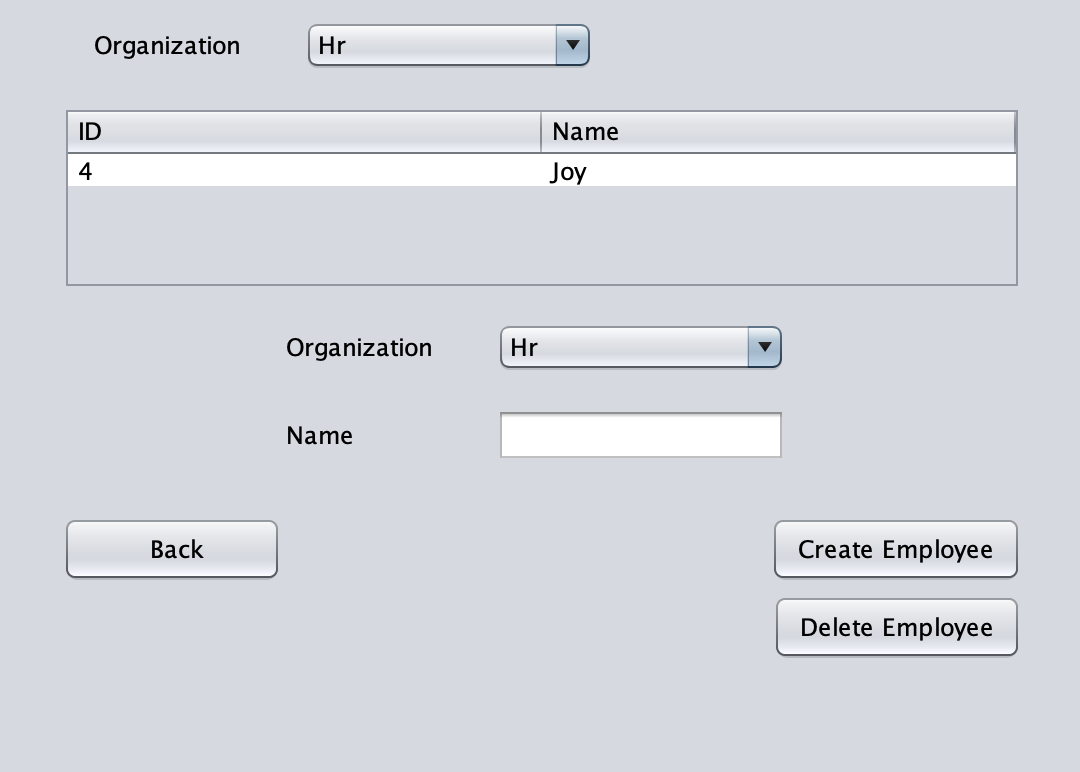 Organization Hr
ID Name
4 Joy
Organization Hr
Name
Back Create Employee
Delete Employee